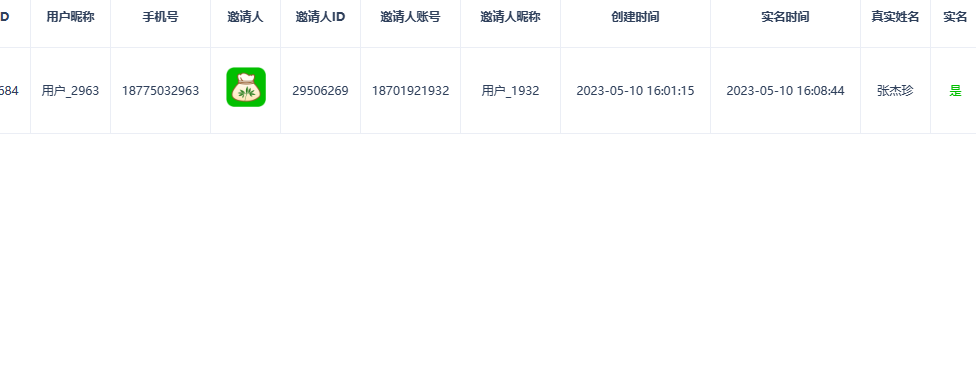 D 用户昵称 手机号 邀请人 邀请人ID 邀请人账号 邀请人昵称 创建时间 实名时间 真实姓名 实名
684 用户_2963 18775032963 29506269 18701921932 用户_1932 2023-05-10 16:01:15 2023-05-10 16:08:44 张杰珍 是